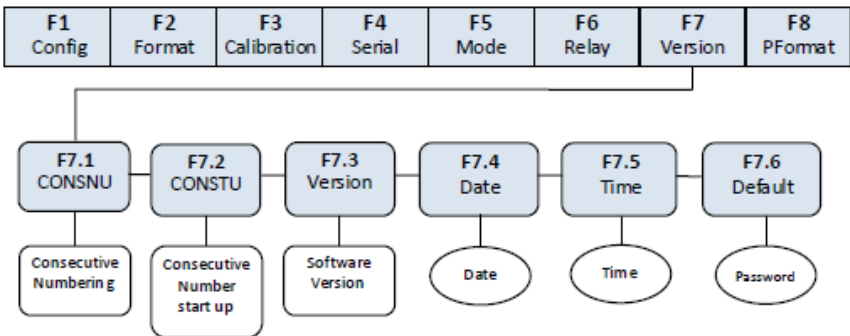 F1 F2 F3 F4 F5 F6 F7 F8
Config Format Calibration Serial Mode Relay Version PFormat
F7.1 F7.2 F7.3 F7.4 F7.5 F7.6
CONSNU CONSTU Version Date Time Default
Consecutive
Numbering
Consecutive
Number
start up
Software
Version
Date
Time
Password